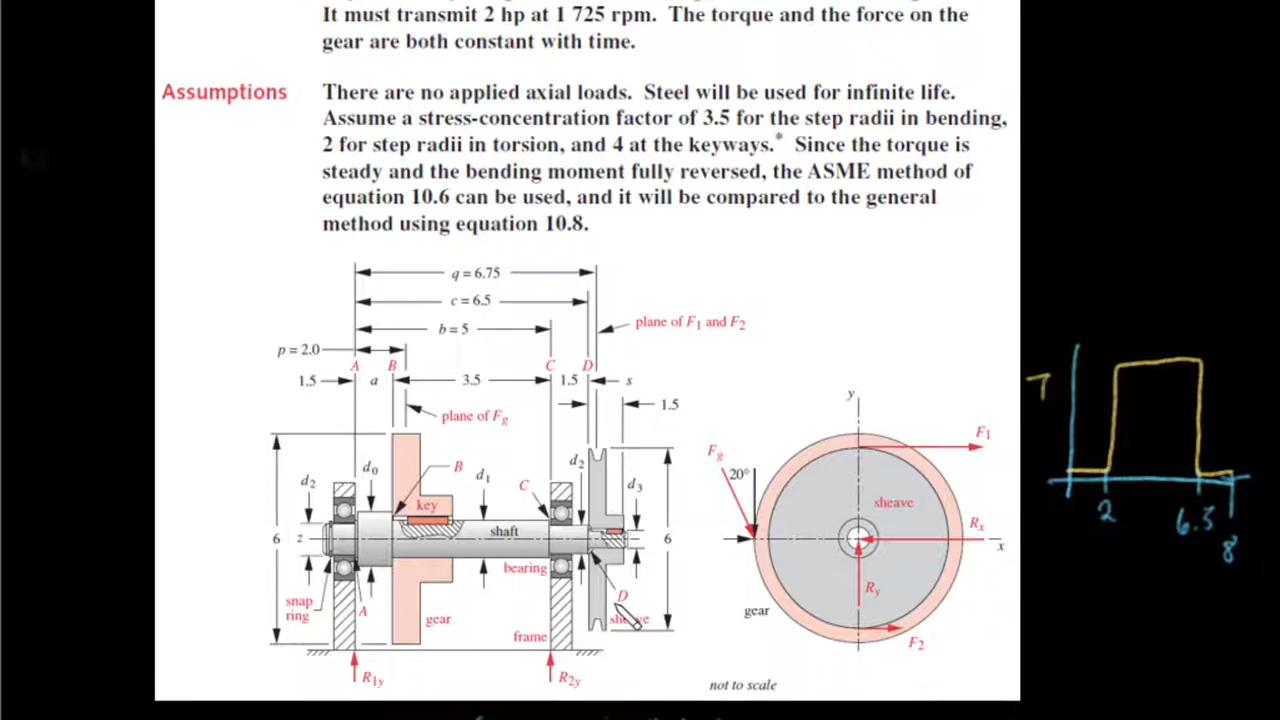 It must transmit 2 hp at 1 725 rpm. The torque and the force on the
gear are both constant with time.
Assumptions
There are no applied axial loads. Steel will be used for infinite life.
Assume a stress-concentration factor of 3.5 for the step radii in bending,
2 for step radii in torsion, and 4 at the keyways.* Since the torque is
steady and the bending moment fully reversed, the ASME method of
equation 10.6 can be used, and it will be compared to the general
method using equation 10.8.
q = 6.75
c = 6.5
b = 5
plane of F1 and F2
p = 2.0
A B C D
1.5 a 3.5 1.5 s
1.5
plane of Fg
T
y
F1
Fg
20°
d2 d0 B d1 C d2 d3
key
sheave
2 6.5 8
6 z shaft 6
Rx
x
bearing
snap
ring
A
D
Ry
gear
gear
frame
F2
R1y
R2y
not to scale